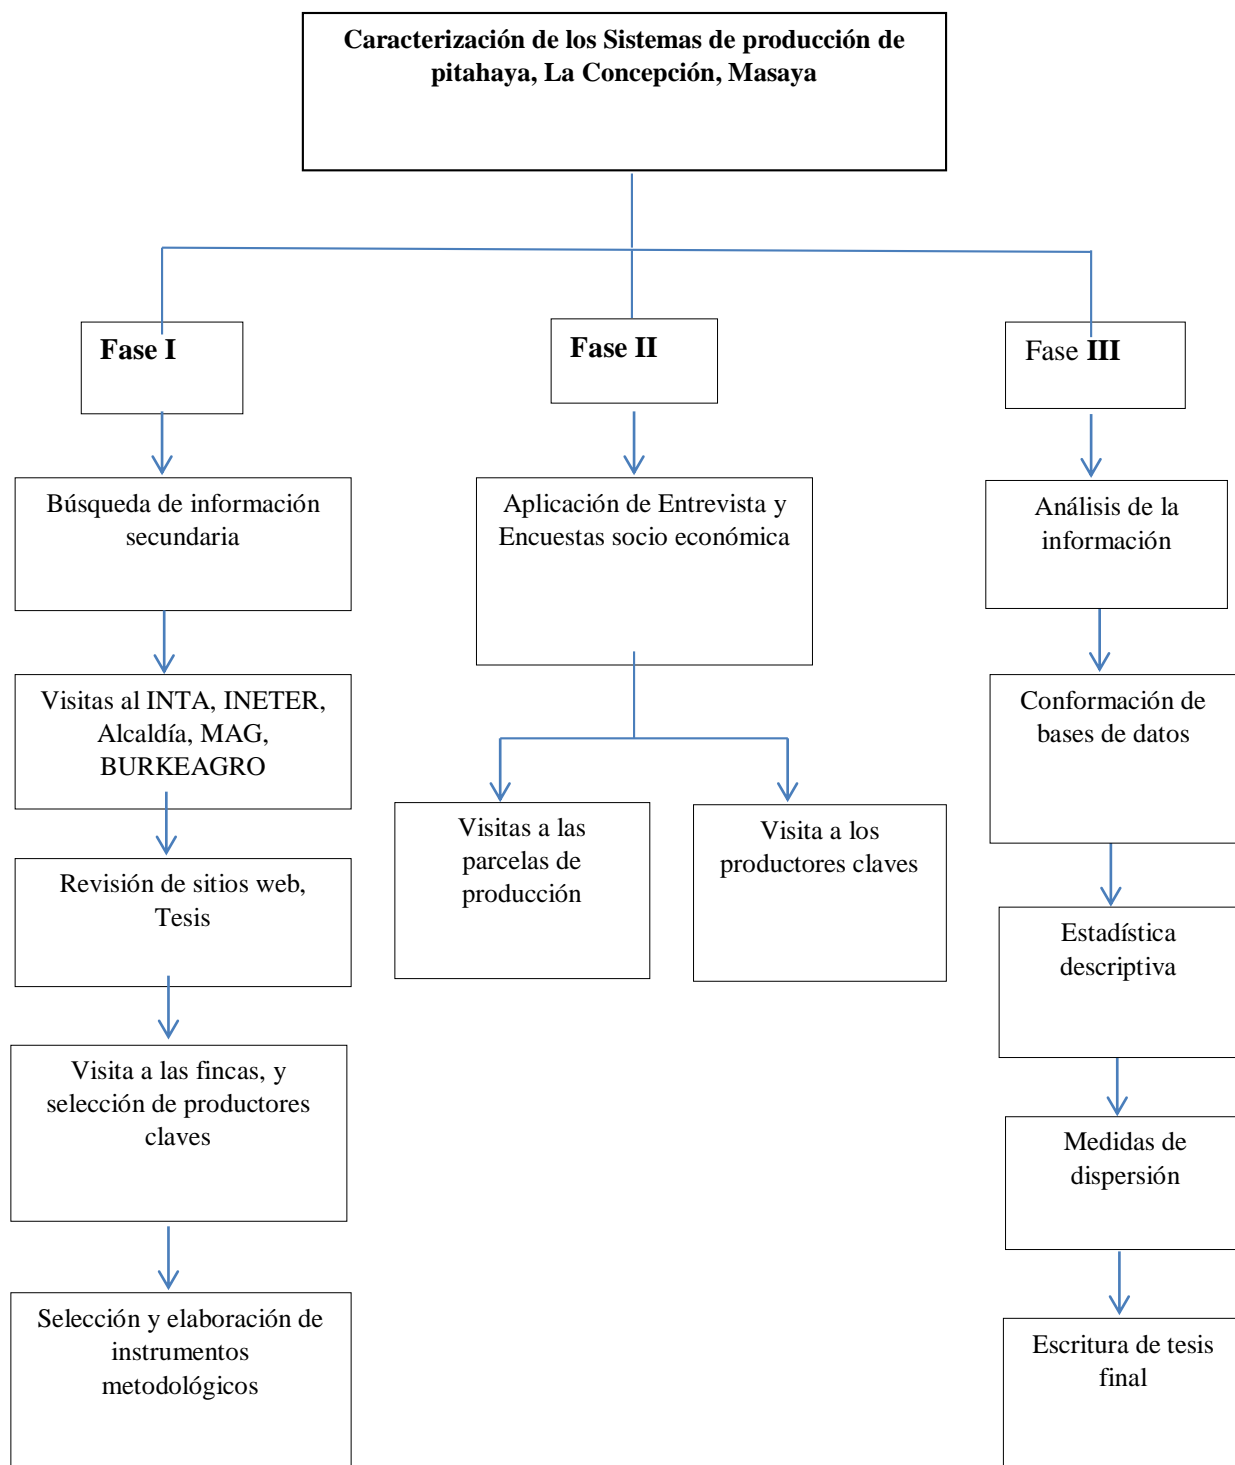 Caracterización de los Sistemas de producción de
pitahaya, La Concepción, Masaya
Fase I
Fase II
Fase III
Búsqueda de información
secundaria
Visitas al INTA, INETER,
Alcaldía, MAG,
BURKEAGRO
Revisión de sitios web,
Tesis
Visita a las fincas, y
selección de productores
claves
Selección y elaboración de
instrumentos
metodológicos
Aplicación de Entrevista y
Encuestas socio económica
Visitas a las
parcelas de
producción
Visita a los
productores claves
Análisis de la
información
Conformación de
bases de datos
Estadística
descriptiva
Medidas de
dispersión
Escritura de tesis
final